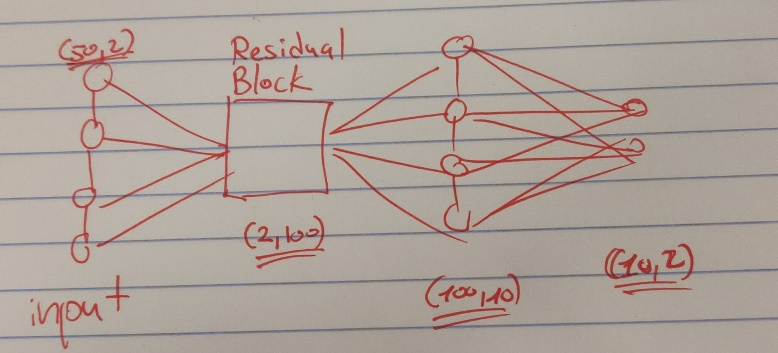 (50,2)
Residual
Block
(2,100)
input
(100,10)
(10,2)